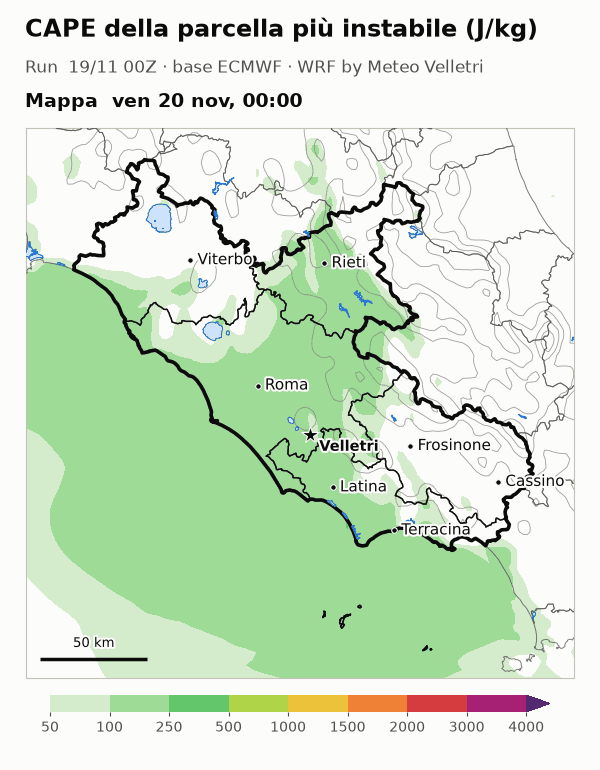 CAPE della parcella più instabile (J/kg)
Run  19/11 00Z · base ECMWF · WRF by Meteo Velletri
Mappa  ven 20 nov, 00:00
Viterbo
Rieti
Roma
Velletri
Frosinone
Cassino
Latina
Terracina
50 km
50 100 250 500 1000 1500 2000 3000 4000